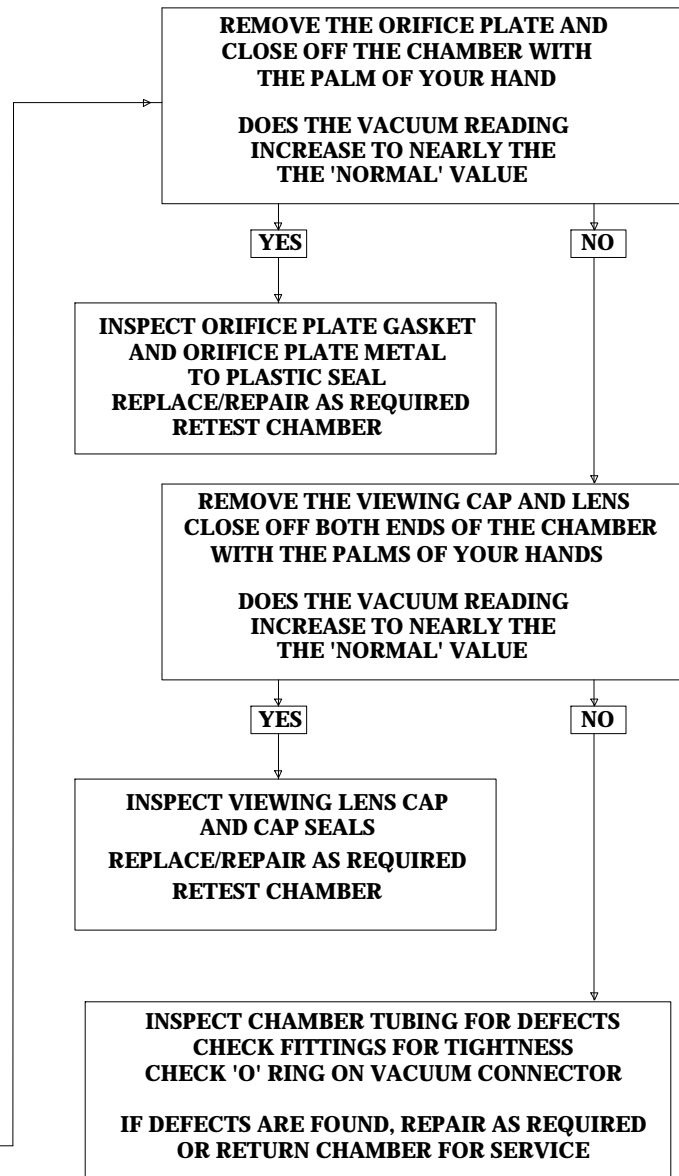 REMOVE THE ORIFICE PLATE AND
CLOSE OFF THE CHAMBER WITH
THE PALM OF YOUR HAND
DOES THE VACUUM READING
INCREASE TO NEARLY THE
THE 'NORMAL' VALUE
YES
NO
INSPECT ORIFICE PLATE GASKET
AND ORIFICE PLATE METAL
TO PLASTIC SEAL
REPLACE/REPAIR AS REQUIRED
RETEST CHAMBER
REMOVE THE VIEWING CAP AND LENS
CLOSE OFF BOTH ENDS OF THE CHAMBER
WITH THE PALMS OF YOUR HANDS
DOES THE VACUUM READING
INCREASE TO NEARLY THE
THE 'NORMAL' VALUE
YES
NO
INSPECT VIEWING LENS CAP
AND CAP SEALS
REPLACE/REPAIR AS REQUIRED
RETEST CHAMBER
INSPECT CHAMBER TUBING FOR DEFECTS
CHECK FITTINGS FOR TIGHTNESS
CHECK 'O' RING ON VACUUM CONNECTOR
IF DEFECTS ARE FOUND, REPAIR AS REQUIRED
OR RETURN CHAMBER FOR SERVICE